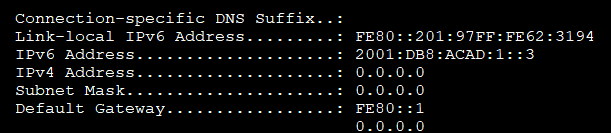 Connection-specific DNS Suffix..:
Link-local IPv6 Address.........: FE80::201:97FF:FE62:3194
IPv6 Address....................: 2001:DB8:ACAD:1::3
IPv4 Address....................: 0.0.0.0
Subnet Mask.....................: 0.0.0.0
Default Gateway.................: FE80::1
0.0.0.0